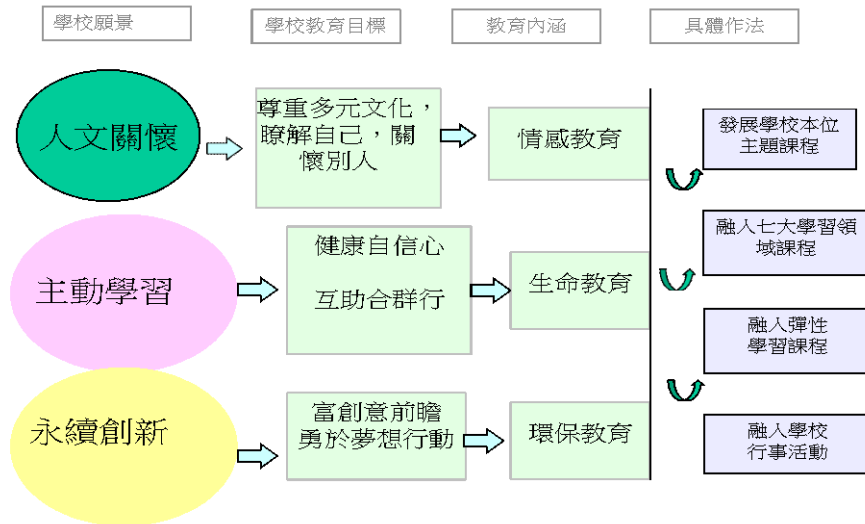 學校願景
學校教育目標
教育內涵
具體作法
人文關懷
尊重多元文化，
瞭解自己，關
懷別人
情感教育
發展學校本位
主題課程
主動學習
健康自信心
互助合群行
生命教育
融入七大學習領
域課程
融入彈性
學習課程
永續創新
富創意前瞻
勇於夢想行動
環保教育
融入學校
行事活動